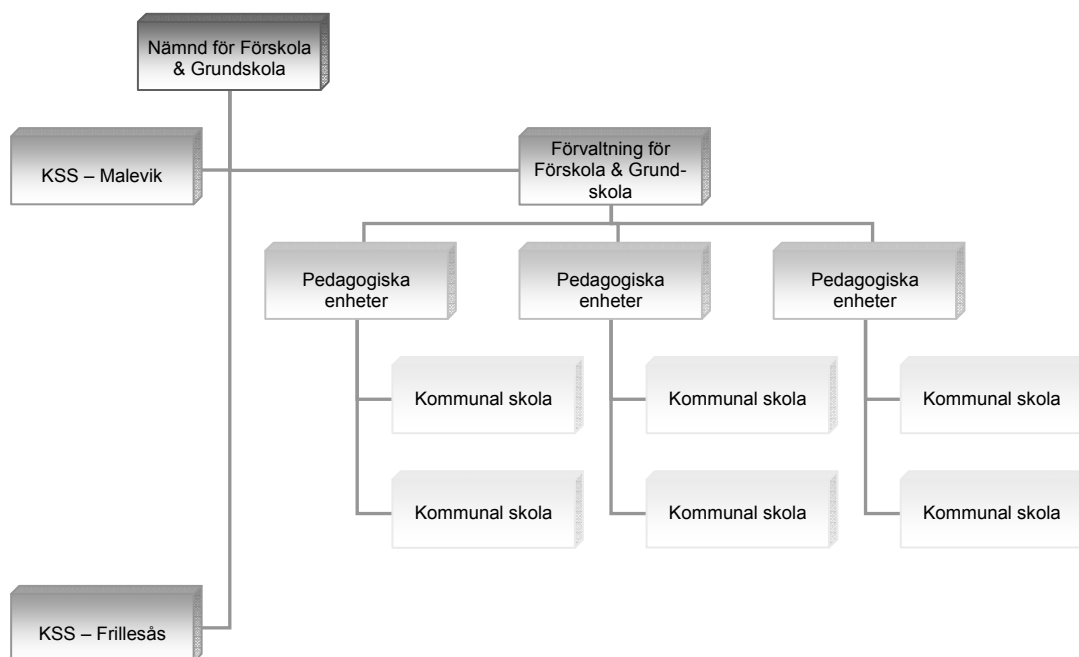 Nämnd för Förskola
& Grundskola
KSS – Malevik
Förvaltning för
Förskola & Grund-
skola
Pedagogiska
enheter
Pedagogiska
enheter
Pedagogiska
enheter
Kommunal skola
Kommunal skola
Kommunal skola
Kommunal skola
Kommunal skola
Kommunal skola
KSS – Frillesås